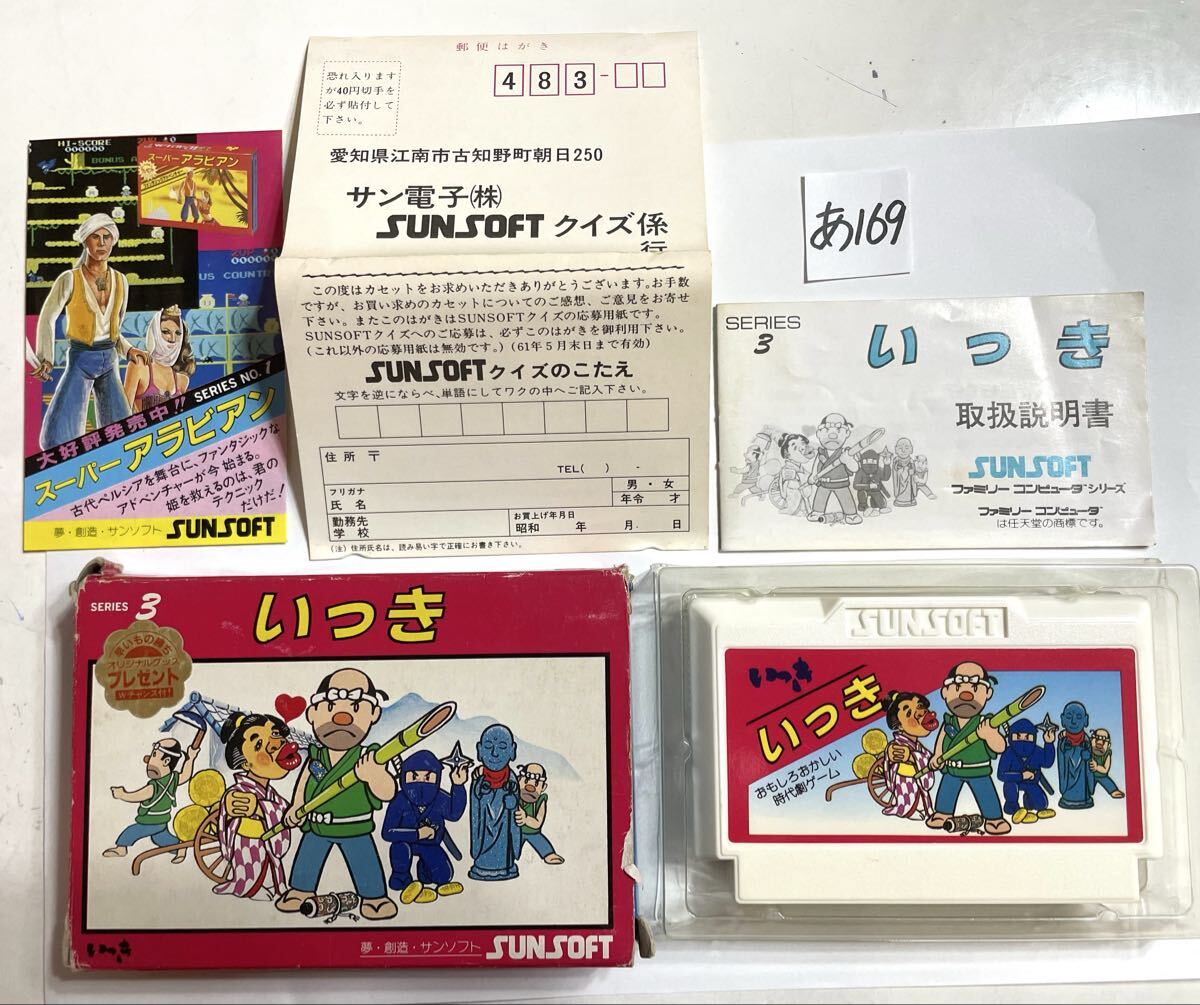 HI-SCORE
BONUS
スーパーアラビアン
大好評発売中!! SERIES NO.1
スーパーアラビアン
古代ペルシアを舞台に、ファンタジックな
アドベンチャーが今 始まる。
姫を救えるのは、君の
テクニック
だけだ!
夢・創造・サンソフト SUNSOFT
郵便はがき
恐れ入ります
が40円切手を
必ず貼付して
下さい。
483-
愛知県江南市古知野町朝日250
サン電子(株)
SUNSOFT クイズ係
行
この度はカセットをお求めいただきありがとうございます。お手数
ですが、お買い求めのカセットについてのご感想、ご意見をお寄せ
下さい。またこのはがきはSUNSOFTクイズの応募用紙です。
SUNSOFTクイズへのご応募は、必ずこのはがきを御利用下さい。
(これ以外の応募用紙は無効です。)(61年5月末日まで有効)
SUNSOFTクイズのこたえ
文字を逆にならべ、単語にしてワクの中へご記入下さい。
住所 〒
TEL( ) -
フリガナ
氏名
男・女
年令 才
勤務先
学校
お買上げ年月日
昭和 年 月. 日
(注)住所氏名は、読み易い字で正確にお書き下さい。
あ169
SERIES
3
いっき
取扱説明書
SUNSOFT
ファミリー コンピュータシリーズ
ファミリー コンピュータ
は任天堂の商標です。
SERIES 3
いっき
早いもの勝ち
オリジナルグッズ
プレゼント
Wチャンス付!
いっき
夢・創造・サンソフト SUNSOFT
SUNSOFT
いっき
いっき
おもしろおかしい
時代劇ゲーム